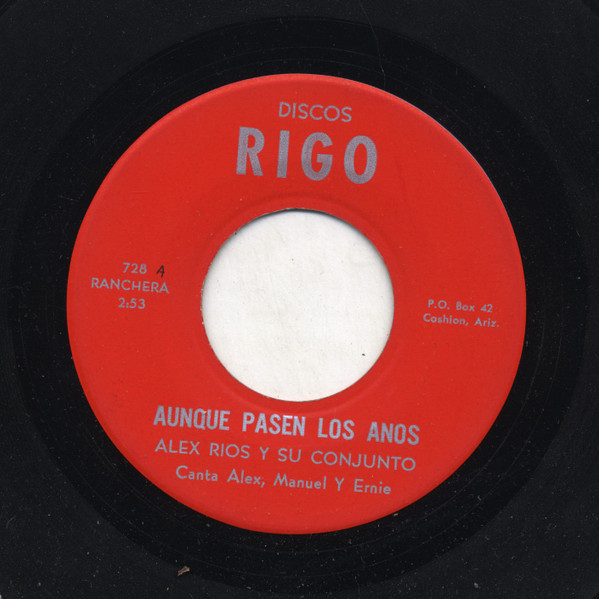 DISCOS
RIGO
728 A
RANCHERA
2:53
P.O. Box 42
Cashion, Ariz.
AUNQUE PASEN LOS ANOS
ALEX RIOS Y SU CONJUNTO
Canta Alex, Manuel Y Ernie